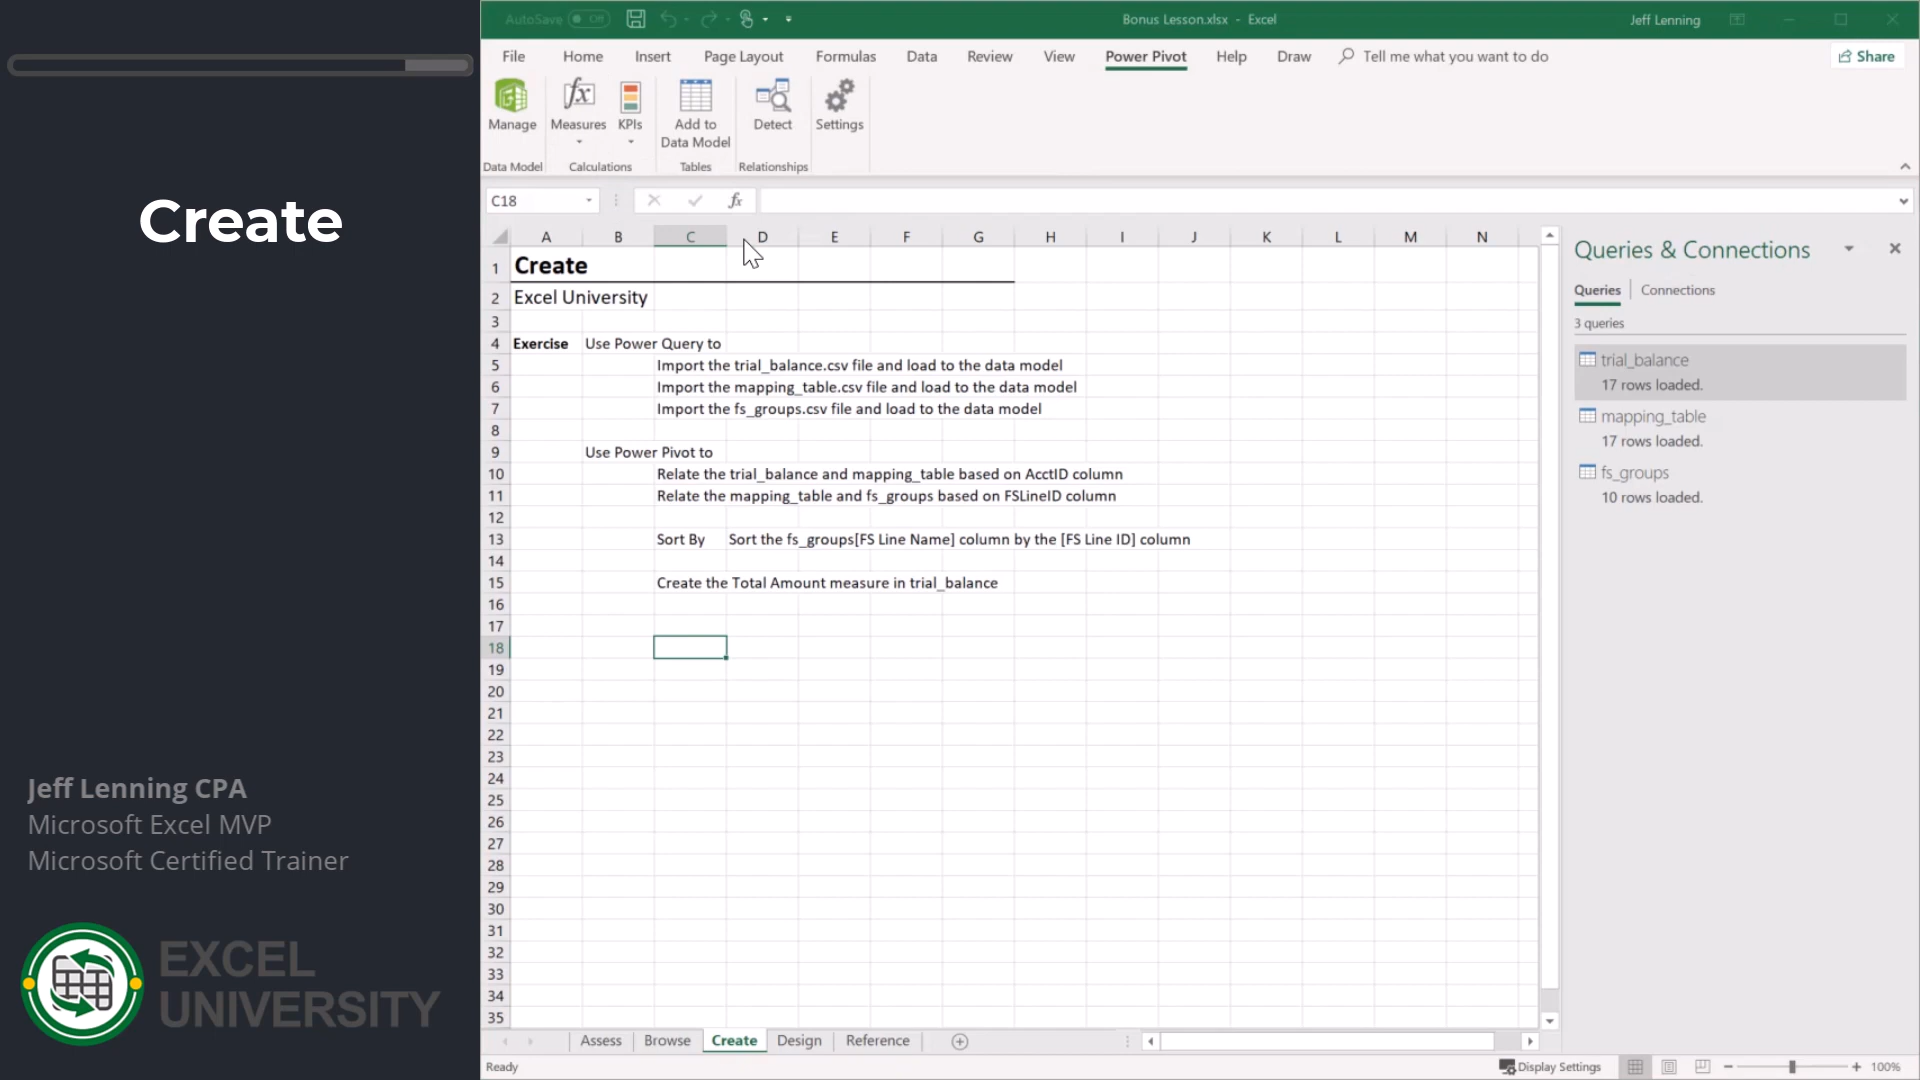 AutoSave Off
Bonus Lesson.xlsx - Excel
Jeff Lenning
File Home Insert Page Layout Formulas Data Review View Power Pivot Help Draw Tell me what you want to do Share
Manage
Measures
KPIs
Add to
Data Model
Detect
Settings
Data Model Calculations Tables Relationships
C18
fx
A B C D E F G H I J K L M N
Create
1 Create
2 Excel University
3
4 Exercise Use Power Query to
5 Import the trial_balance.csv file and load to the data model
6 Import the mapping_table.csv file and load to the data model
7 Import the fs_groups.csv file and load to the data model
8
9 Use Power Pivot to
10 Relate the trial_balance and mapping_table based on AcctID column
11 Relate the mapping_table and fs_groups based on FSLineID column
12
13 Sort By Sort the fs_groups[FS Line Name] column by the [FS Line ID] column
14
15 Create the Total Amount measure in trial_balance
16
17
18
19
20
21
22
23
24
25
26
27
28
29
30
31
32
33
34
35
Queries & Connections
Queries Connections
3 queries
trial_balance
17 rows loaded.
mapping_table
17 rows loaded.
fs_groups
10 rows loaded.
Jeff Lenning CPA
Microsoft Excel MVP
Microsoft Certified Trainer
EXCEL
UNIVERSITY
Assess Browse Create Design Reference
Ready
Display Settings
100%